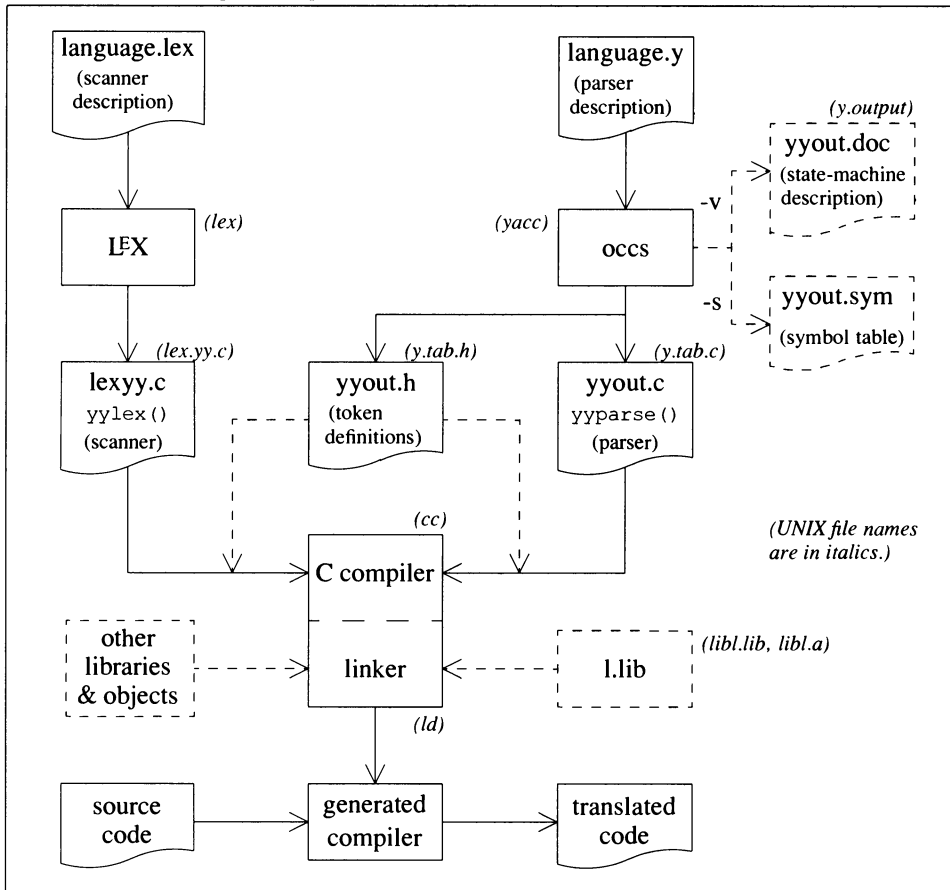 language.lex
(scanner
description)
language.y
(parser
description)
(y.output)
yyout.doc
(state-machine
description)
(lex)
LEX
(yacc)
occs
-v
-s
yyout.sym
(symbol table)
(lex.yy.c)
lexyy.c
yylex()
(scanner)
(y.tab.h)
yyout.h
(token
definitions)
(y.tab.c)
yyout.c
yyparse()
(parser)
(cc)
C compiler
(UNIX file names
are in italics.)
other
libraries
& objects
linker
l.lib
(libl.lib, libl.a)
(ld)
source
code
generated
compiler
translated
code